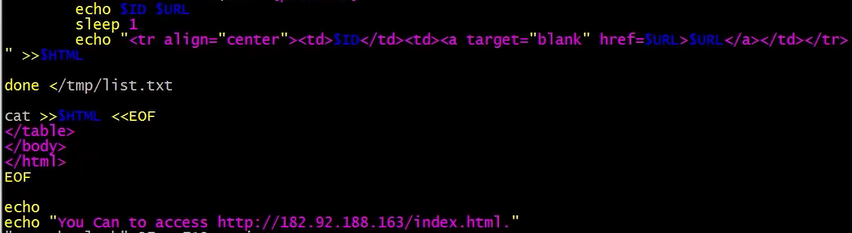 echo $ID $URL
sleep 1
echo "<tr align="center"><td>$ID</td><td><a target="blank" href=$URL>$URL</a></td></tr>
" >>$HTML
done </tmp/list.txt
cat >>$HTML <<EOF
</table>
</body>
</html>
EOF
echo
echo "You Can to access http://182.92.188.163/index.html."